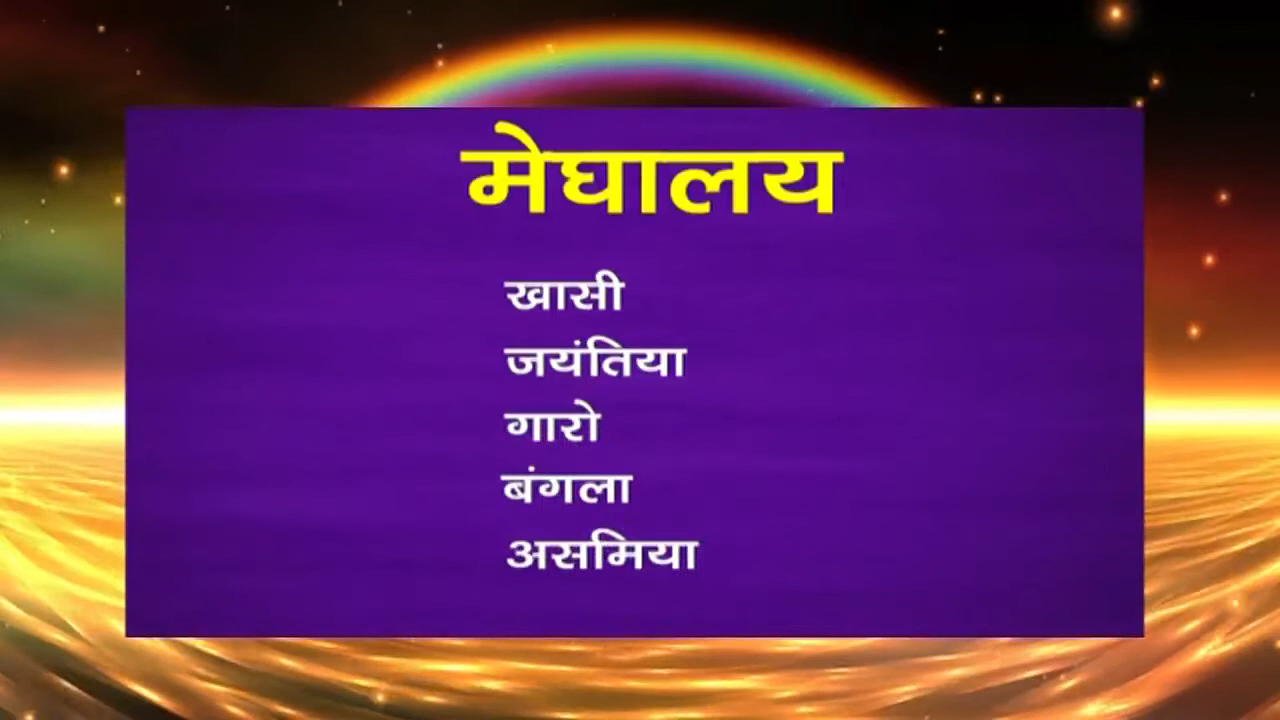 मेघालय
खासी
जयंतिया
गारो
बंगला
असमिया